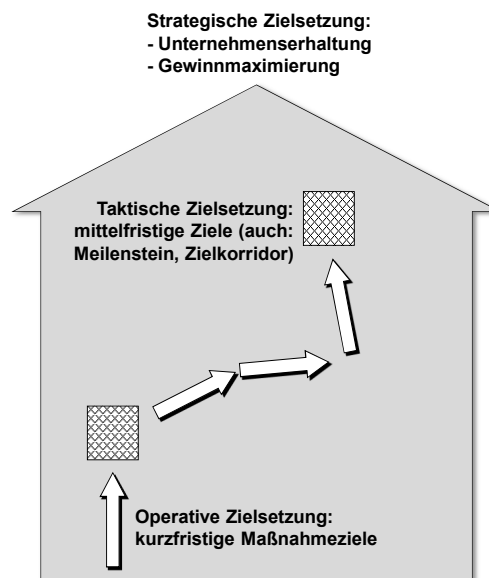 Strategische Zielsetzung:
- Unternehmenserhaltung
- Gewinnmaximierung
Taktische Zielsetzung:
mittelfristige Ziele (auch:
Meilenstein, Zielkorridor)
Operative Zielsetzung:
kurzfristige Maßnahmeziele